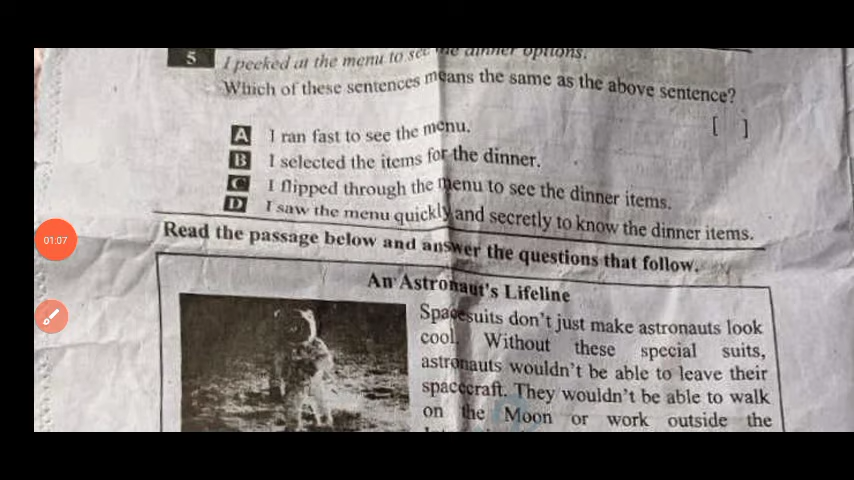 5 I peeked at the menu to see the dinner options.
Which of these sentences means the same as the above sentence?
[ ]
A I ran fast to see the menu.
B I selected the items for the dinner.
C I flipped through the menu to see the dinner items.
D I saw the menu quickly and secretly to know the dinner items.
01:07
Read the passage below and answer the questions that follow.
An Astronaut's Lifeline
Spacesuits don't just make astronauts look
cool. Without these special suits,
astronauts wouldn't be able to leave their
spacecraft. They wouldn't be able to walk
on the Moon or work outside the